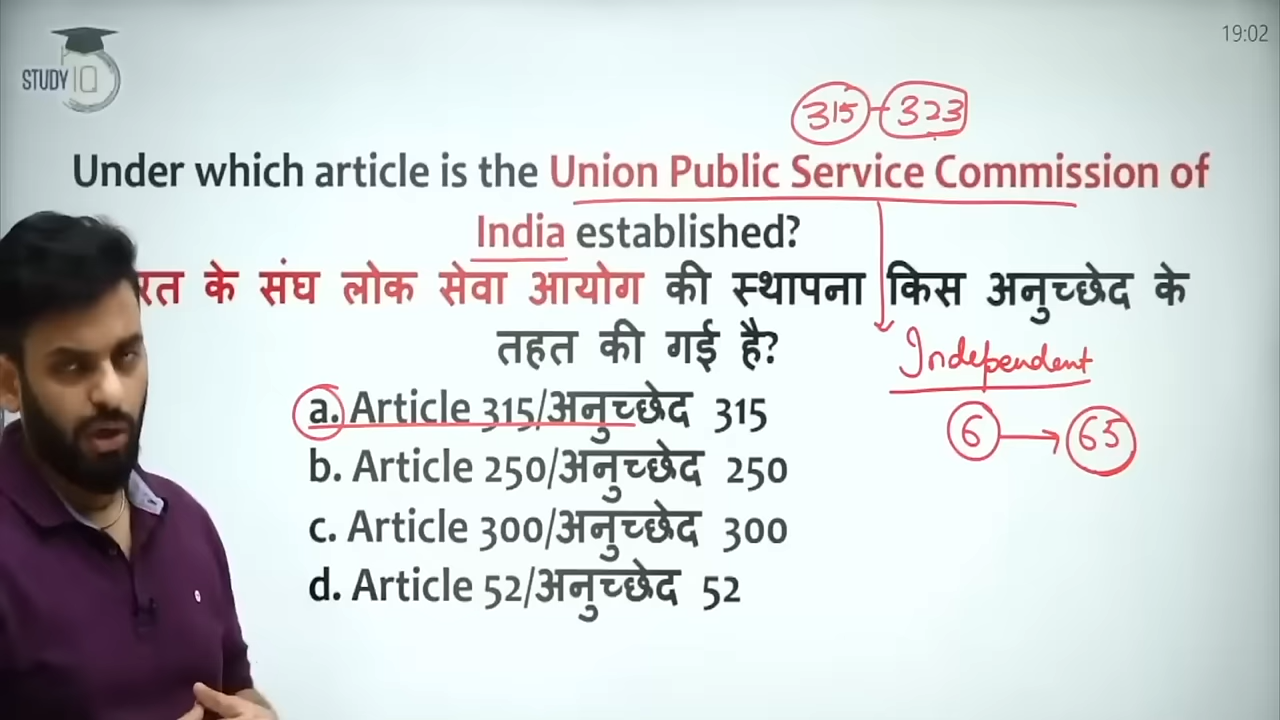 19:02
STUDY IQ
315 - 323
Under which article is the Union Public Service Commission of
India established?
रत के संघ लोक सेवा आयोग की स्थापना किस अनुच्छेद के
तहत की गई है?
Independent
a. Article 315/अनुच्छेद 315
6 → 65
b. Article 250/अनुच्छेद 250
c. Article 300/अनुच्छेद 300
d. Article 52/अनुच्छेद 52